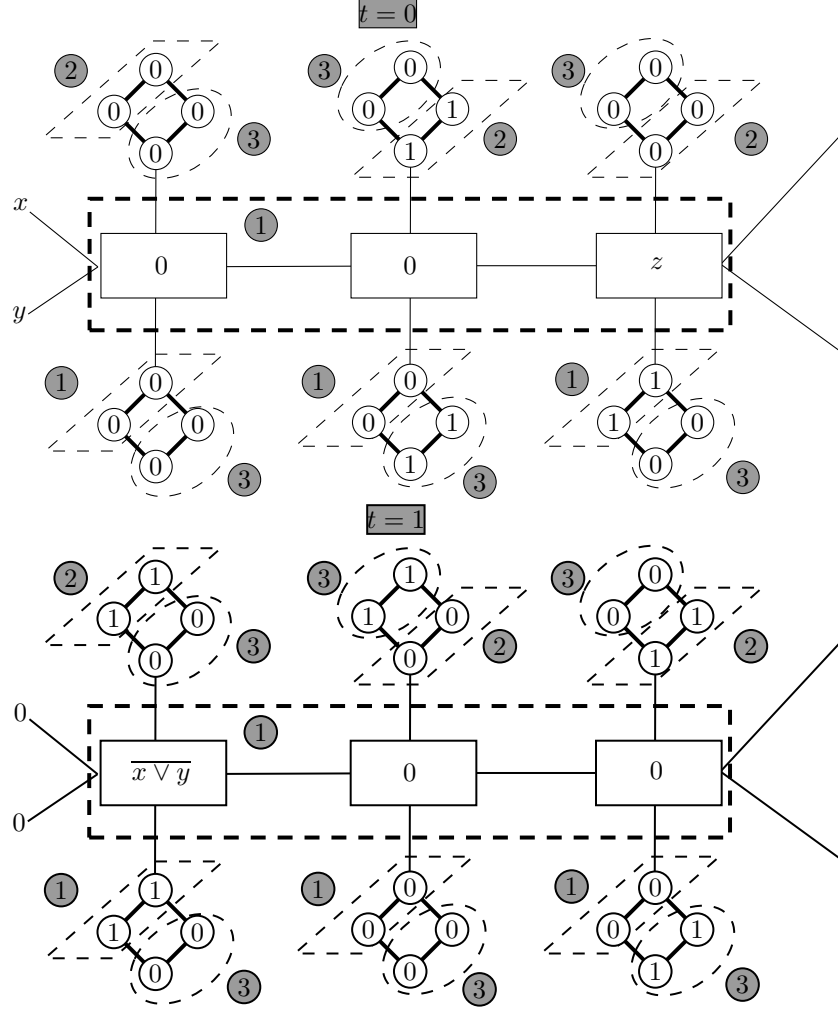 t = 0
2 0 3 0 3 0
0 0 0 1 0 0
0 3 1 2 0 2
x 1
0 0 z
y
1 0 1 0 1 1
0 0 0 1 1 0
0 3 1 3 0 3
t = 1
2 1 3 1 3 0
1 0 1 0 0 1
0 3 0 2 1 2
0 1
$\overline{x \vee y}$ 0 0
0
1 1 1 0 1 0
1 0 0 0 0 1
0 3 0 3 1 3